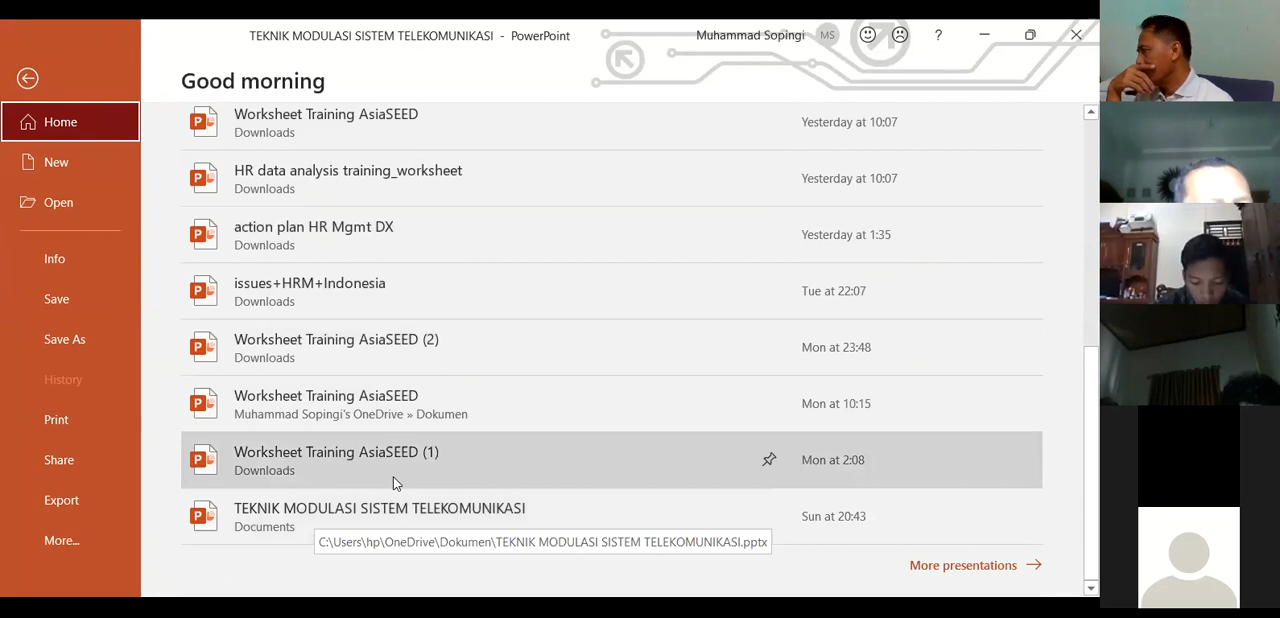 TEKNIK MODULASI SISTEM TELEKOMUNIKASI - PowerPoint
Muhammad Sopingi MS ?
Good morning
Home
New
Open
Info
Save
Save As
History
Print
Share
Export
More...
Worksheet Training AsiaSEED
Downloads
Yesterday at 10:07
HR data analysis training_worksheet
Downloads
Yesterday at 10:07
action plan HR Mgmt DX
Downloads
Yesterday at 1:35
issues+HRM+Indonesia
Downloads
Tue at 22:07
Worksheet Training AsiaSEED (2)
Downloads
Mon at 23:48
Worksheet Training AsiaSEED
Muhammad Sopingi's OneDrive » Dokumen
Mon at 10:15
Worksheet Training AsiaSEED (1)
Downloads
Mon at 2:08
TEKNIK MODULASI SISTEM TELEKOMUNIKASI
Documents
Sun at 20:43
C:\Users\hp\OneDrive\Dokumen\TEKNIK MODULASI SISTEM TELEKOMUNIKASI.pptx
More presentations